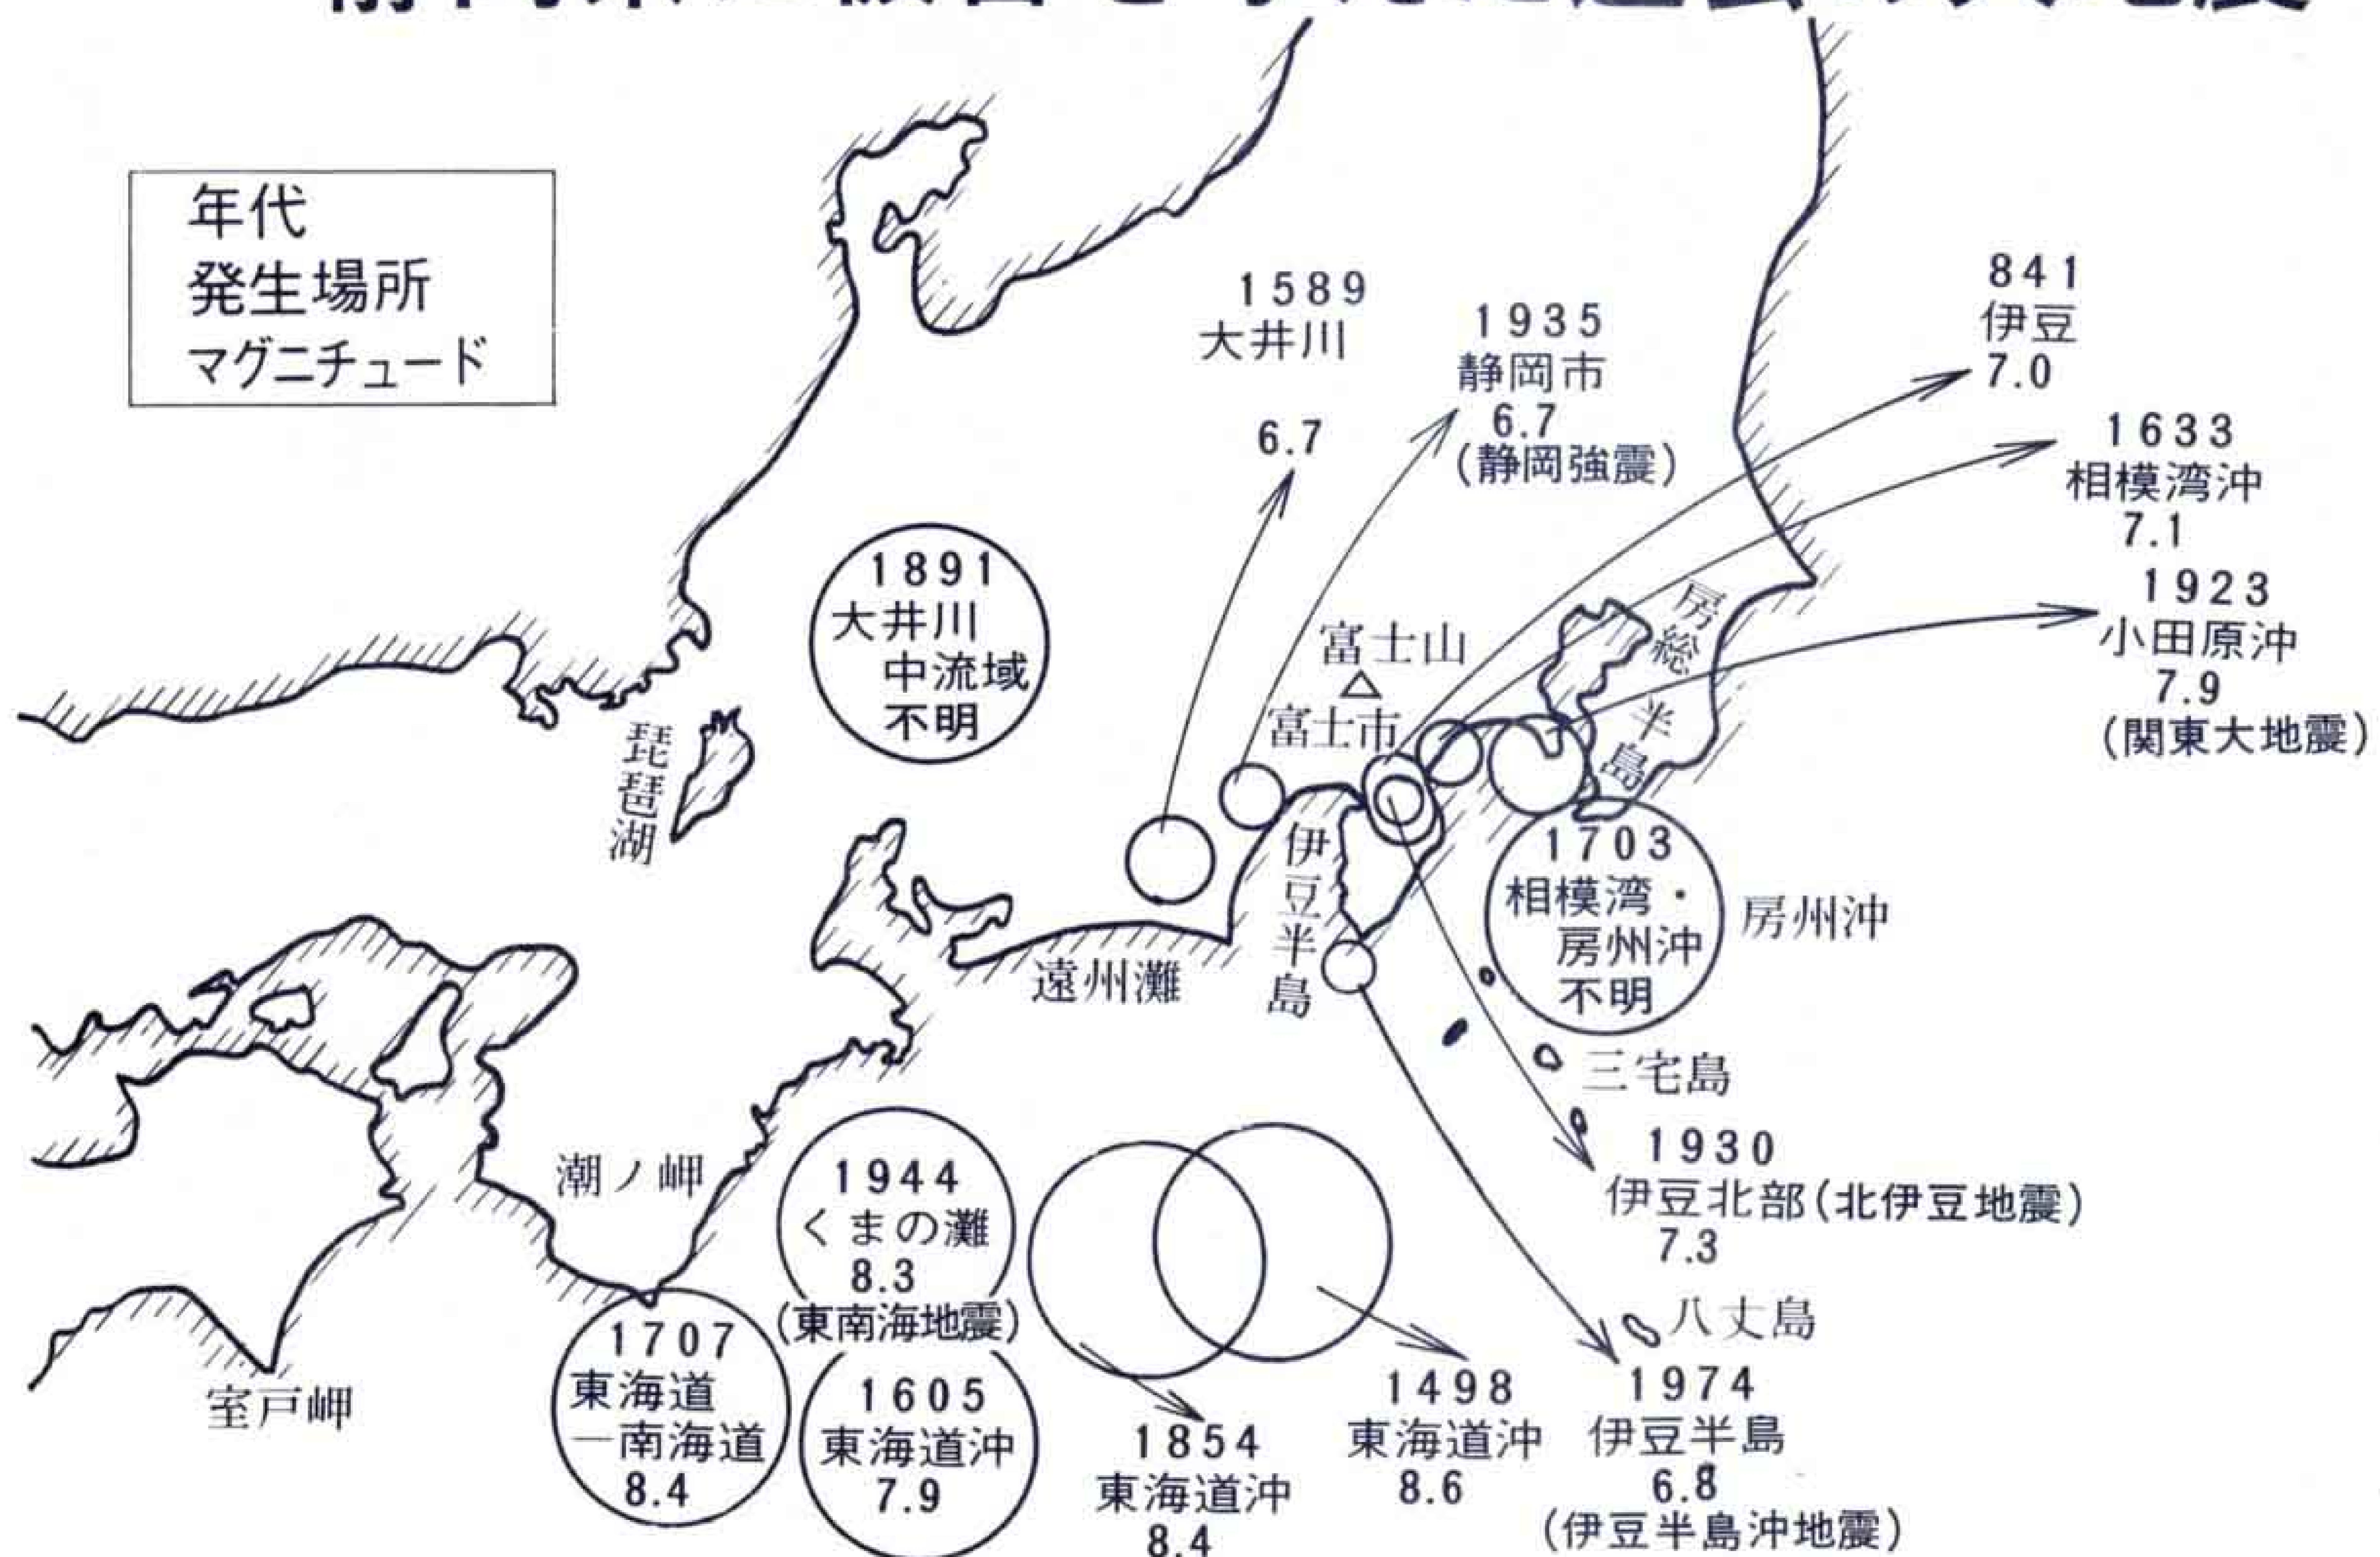 年代
発生場所
マグニチュード
1589
大井川
6.7
1935
静岡市
6.7
(静岡強震)
841
伊豆
7.0
1633
相模湾沖
7.1
1923
小田原沖
7.9
(関東大地震)
1891
大井川
中流域
不明
富士山
富士市
房総半島
琵琶湖
伊豆半島
1703
相模湾・
房州沖
不明
房州沖
遠州灘
三宅島
1930
伊豆北部(北伊豆地震)
7.3
潮ノ岬
1944
くまの灘
8.3
(東南海地震)
八丈島
室戸岬
1707
東海道
―南海道
8.4
1605
東海道沖
7.9
1854
東海道沖
8.4
1498
東海道沖
8.6
1974
伊豆半島
6.8
(伊豆半島沖地震)